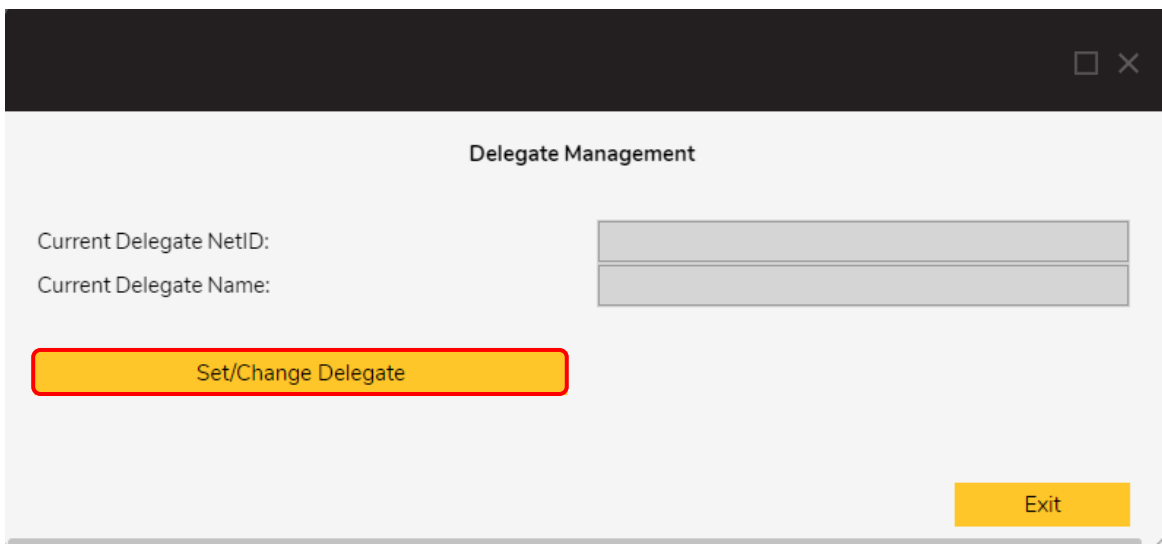 Delegate Management
Current Delegate NetID:
Current Delegate Name:
Set/Change Delegate
Exit